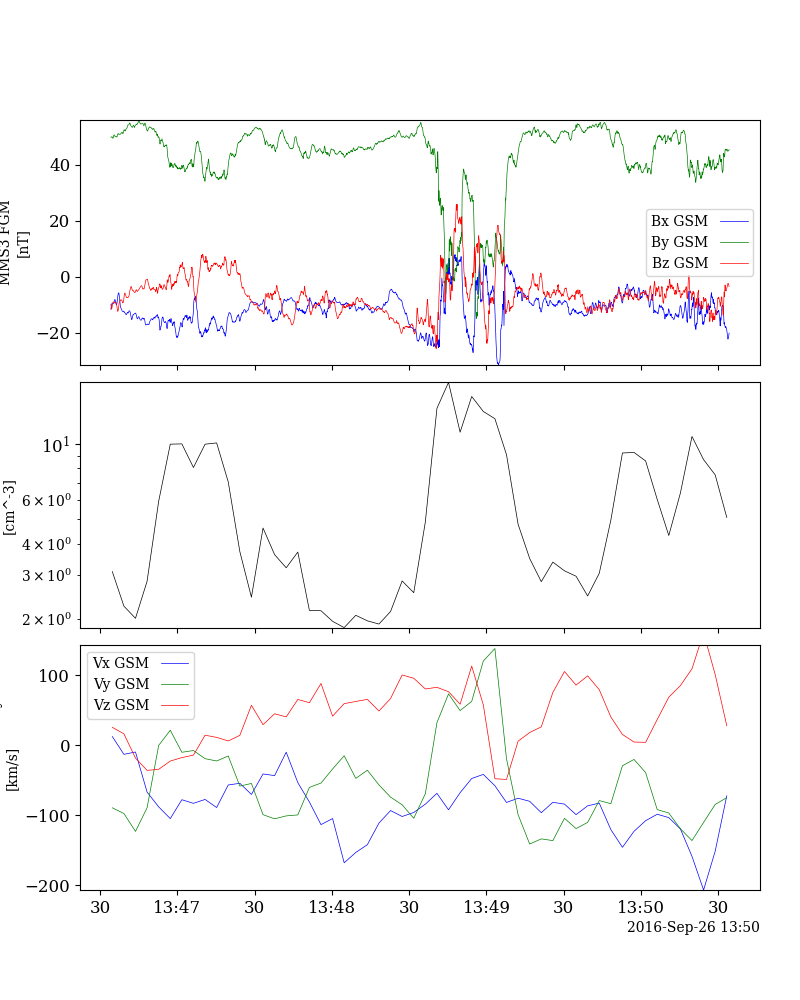 MMS3 FGM
[nT]
40
20
0
−20
Bx GSM
By GSM
Bz GSM
[cm^-3]
10¹
6×10⁰
4×10⁰
3×10⁰
2×10⁰
[km/s]
100
0
−100
−200
Vx GSM
Vy GSM
Vz GSM
30 13:47 30 13:48 30 13:49 30 13:50 30
2016-Sep-26 13:50